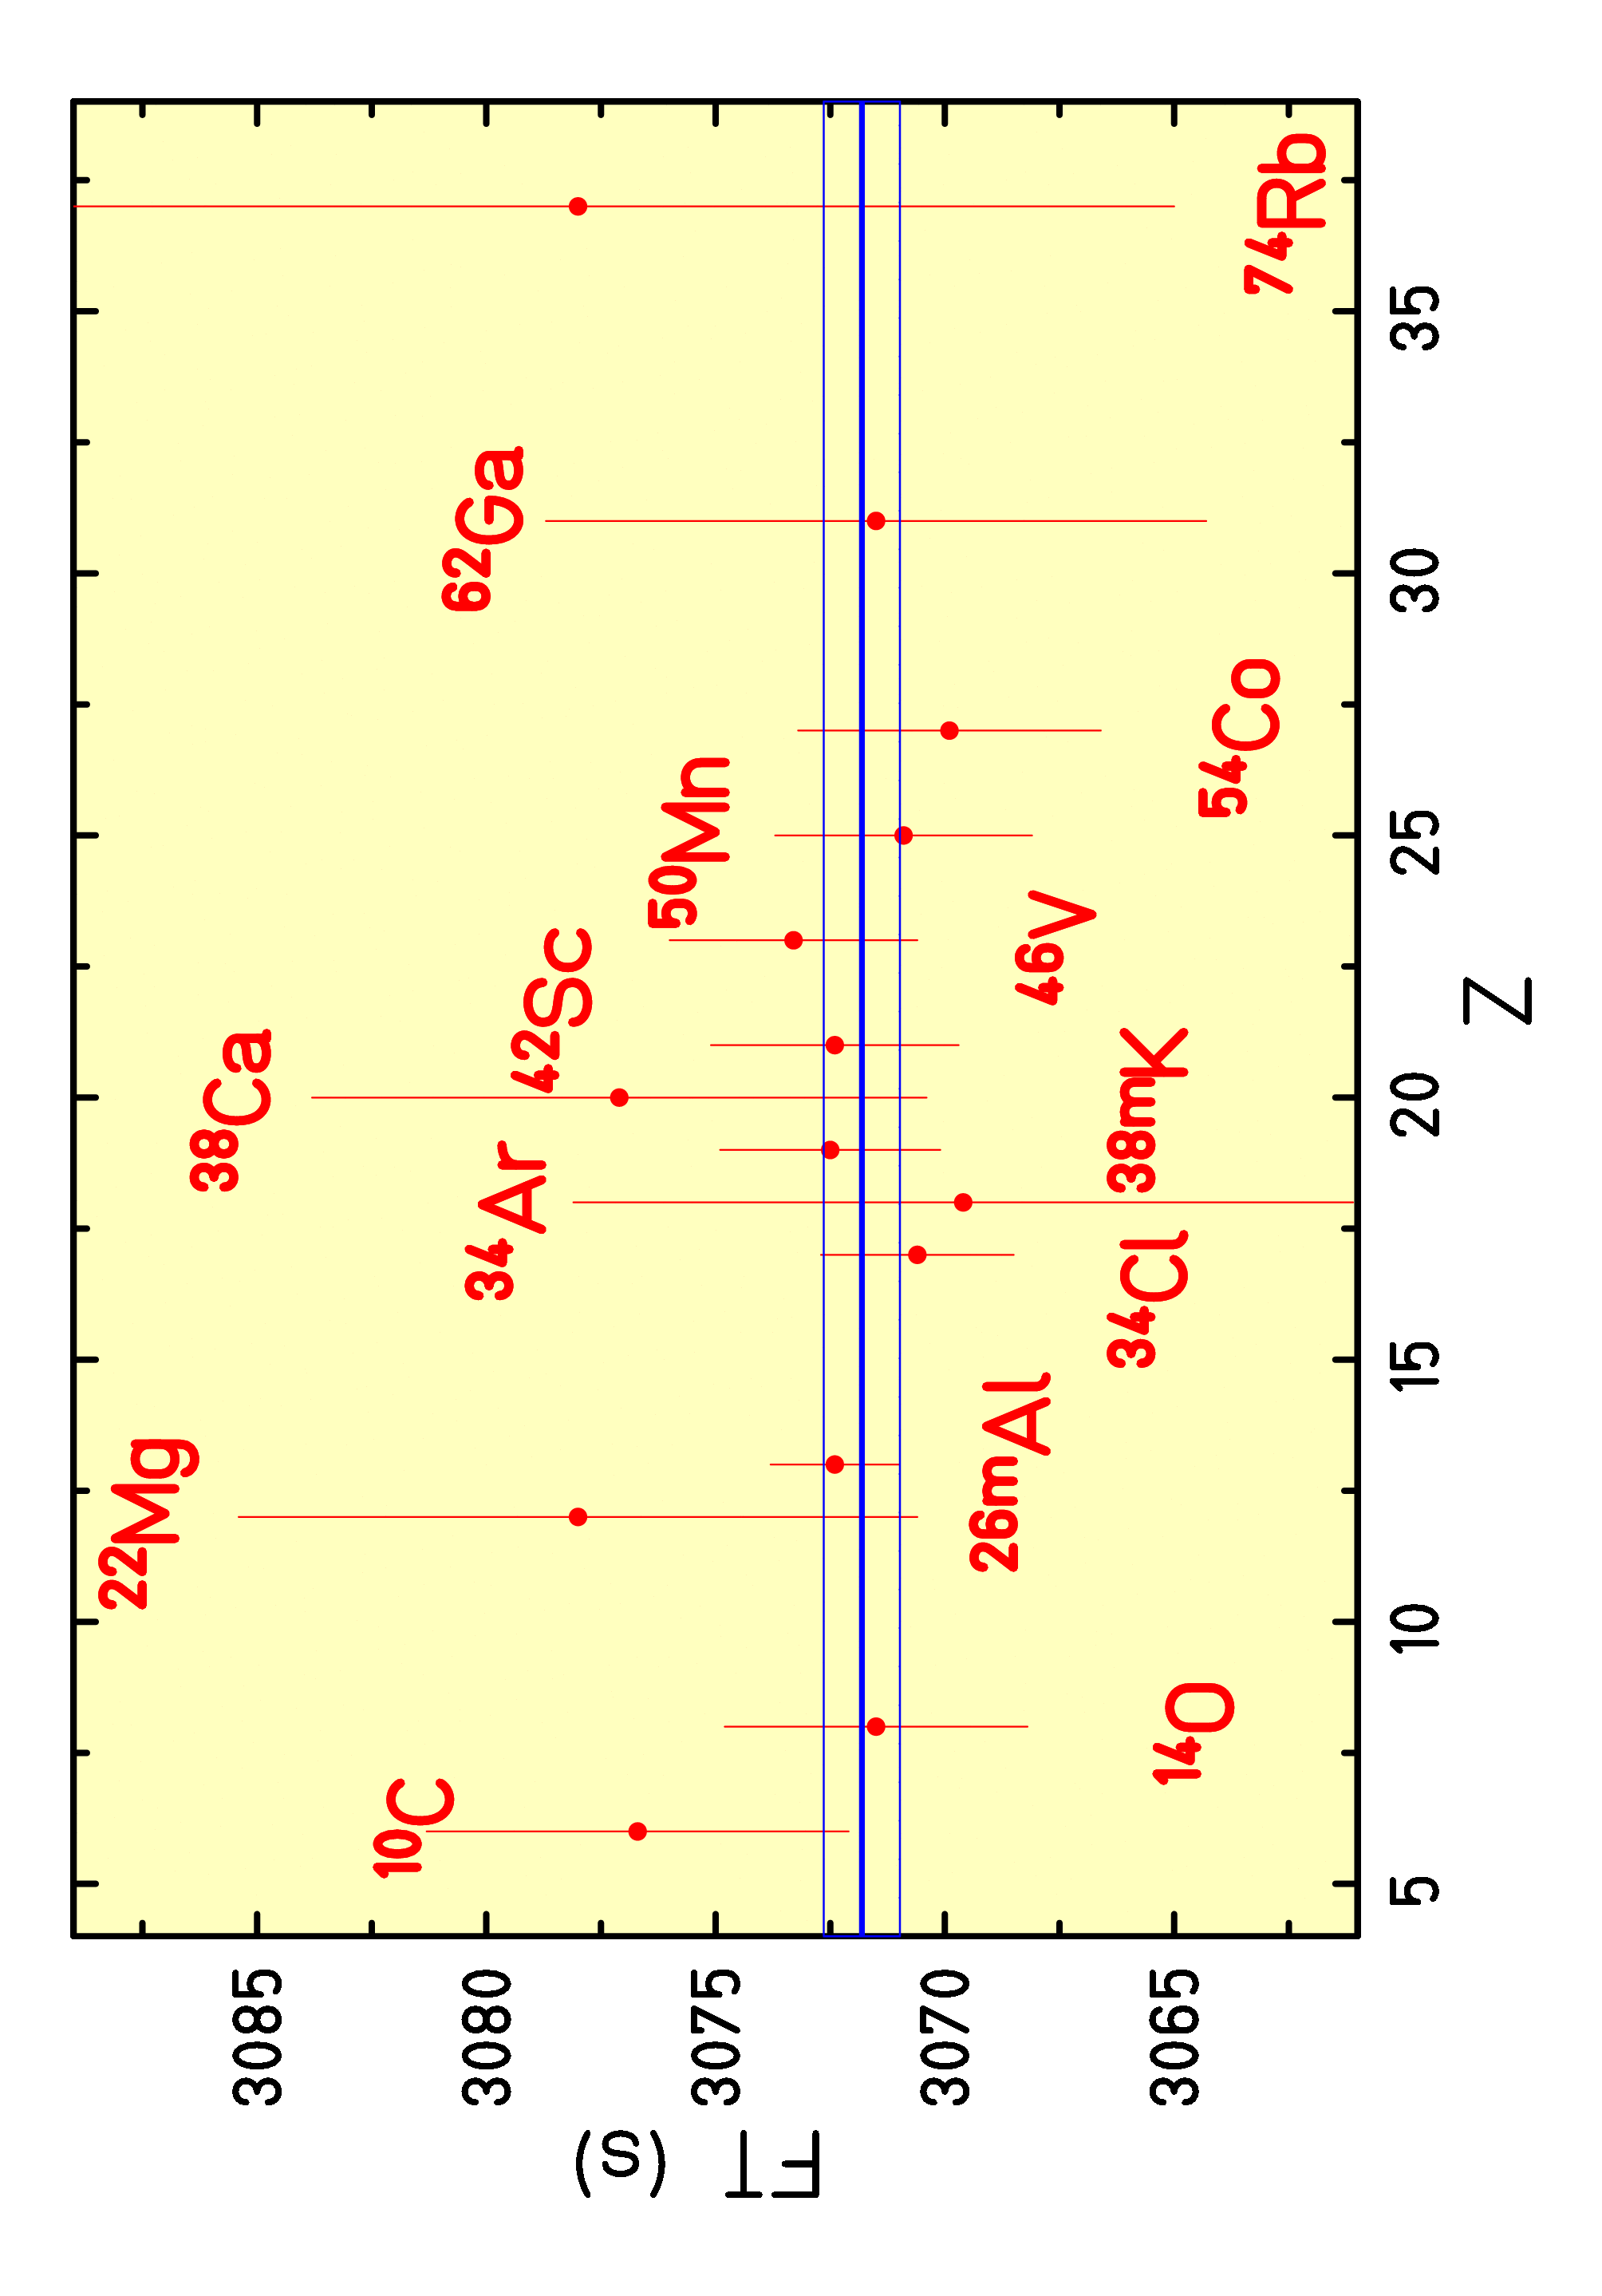 22Mg
38Ca
10C
34Ar
42Sc
62Ga
50Mn
26mAl
46V
34Cl
38mK
14O
54Co
74Rb
3085
3080
3075
3070
3065
FT (s)
5
10
15
20
25
30
35
Z